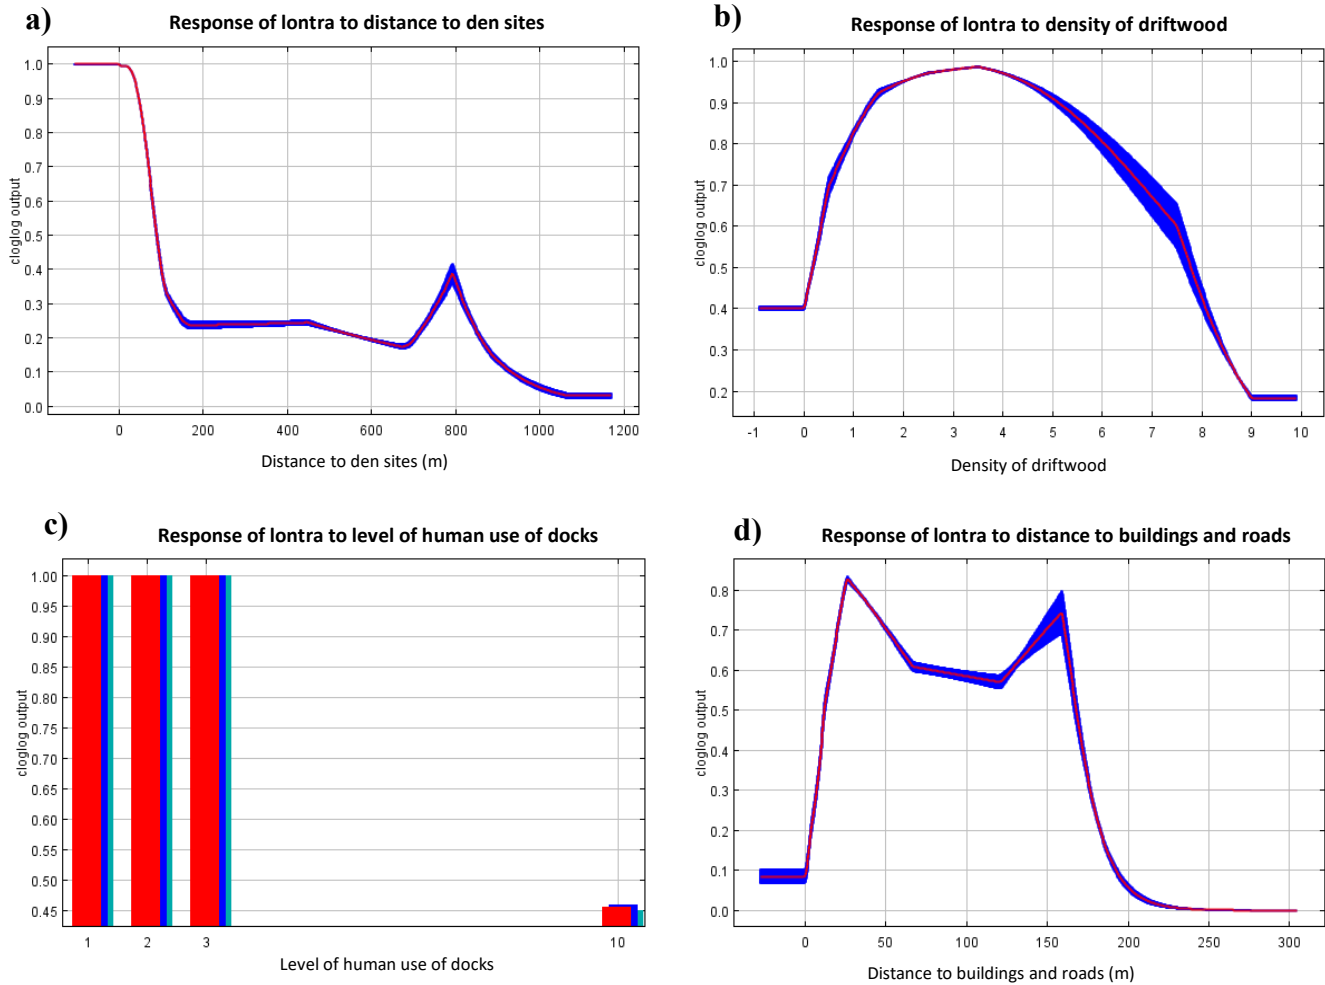 a)
Response of lontra to distance to den sites
cloglog output
1.0
0.9
0.8
0.7
0.6
0.5
0.4
0.3
0.2
0.1
0.0
0 200 400 600 800 1000 1200
Distance to den sites (m)
b)
Response of lontra to density of driftwood
cloglog output
1.0
0.9
0.8
0.7
0.6
0.5
0.4
0.3
0.2
-1 0 1 2 3 4 5 6 7 8 9 10
Density of driftwood
c)
Response of lontra to level of human use of docks
cloglog output
1.00
0.95
0.90
0.85
0.80
0.75
0.70
0.65
0.60
0.55
0.50
0.45
1 2 3 10
Level of human use of docks
d)
Response of lontra to distance to buildings and roads
cloglog output
0.8
0.7
0.6
0.5
0.4
0.3
0.2
0.1
0.0
0 50 100 150 200 250 300
Distance to buildings and roads (m)